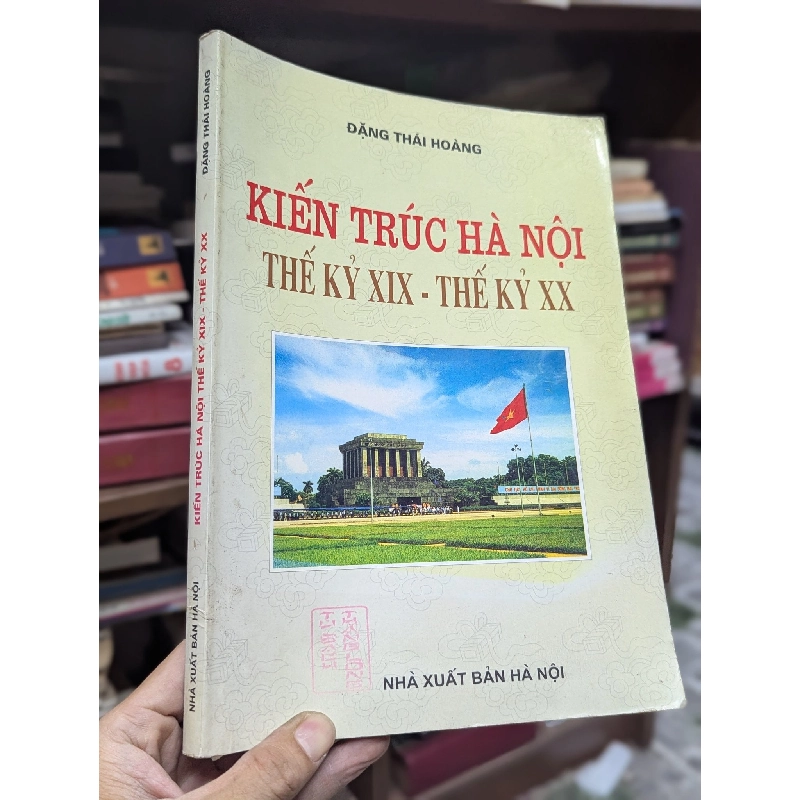 ĐẶNG THÁI HOÀNG
KIẾN TRÚC HÀ NỘI
THẾ KỶ XIX - THẾ KỶ XX
NHÀ XUẤT BẢN HÀ NỘI
ĐẶNG THÁI HOÀNG
KIẾN TRÚC HÀ NỘI THẾ KỶ XIX - THẾ KỶ XX
NHÀ XUẤT BẢN HÀ NỘI